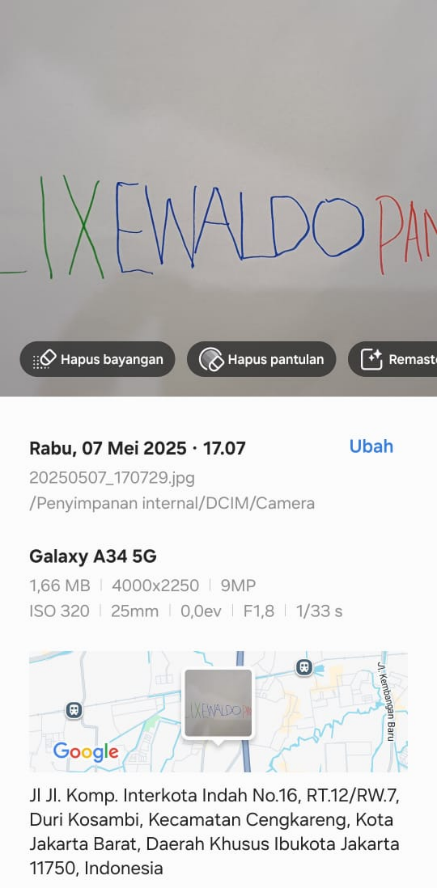 LIXEWALDOPAN
Hapus bayangan
Hapus pantulan
Remast
Rabu, 07 Mei 2025 · 17.07
Ubah
20250507_170729.jpg
/Penyimpanan internal/DCIM/Camera
Galaxy A34 5G
1,66 MB | 4000x2250 | 9MP
ISO 320 | 25mm | 0,0ev | F1,8 | 1/33 s
Jl. Kembangan Baru
IXEWALDO
Google
Jl Jl. Komp. Interkota Indah No.16, RT.12/RW.7,
Duri Kosambi, Kecamatan Cengkareng, Kota
Jakarta Barat, Daerah Khusus Ibukota Jakarta
11750, Indonesia